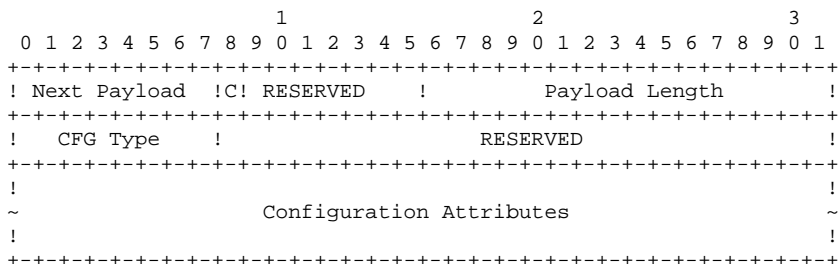 1                   2                   3
 0 1 2 3 4 5 6 7 8 9 0 1 2 3 4 5 6 7 8 9 0 1 2 3 4 5 6 7 8 9 0 1
+-+-+-+-+-+-+-+-+-+-+-+-+-+-+-+-+-+-+-+-+-+-+-+-+-+-+-+-+-+-+-+-+
! Next Payload  !C! RESERVED    !         Payload Length        !
+-+-+-+-+-+-+-+-+-+-+-+-+-+-+-+-+-+-+-+-+-+-+-+-+-+-+-+-+-+-+-+-+
!   CFG Type    !                    RESERVED                   !
+-+-+-+-+-+-+-+-+-+-+-+-+-+-+-+-+-+-+-+-+-+-+-+-+-+-+-+-+-+-+-+-+
!                                                               !
~                   Configuration Attributes                    ~
!                                                               !
+-+-+-+-+-+-+-+-+-+-+-+-+-+-+-+-+-+-+-+-+-+-+-+-+-+-+-+-+-+-+-+-+